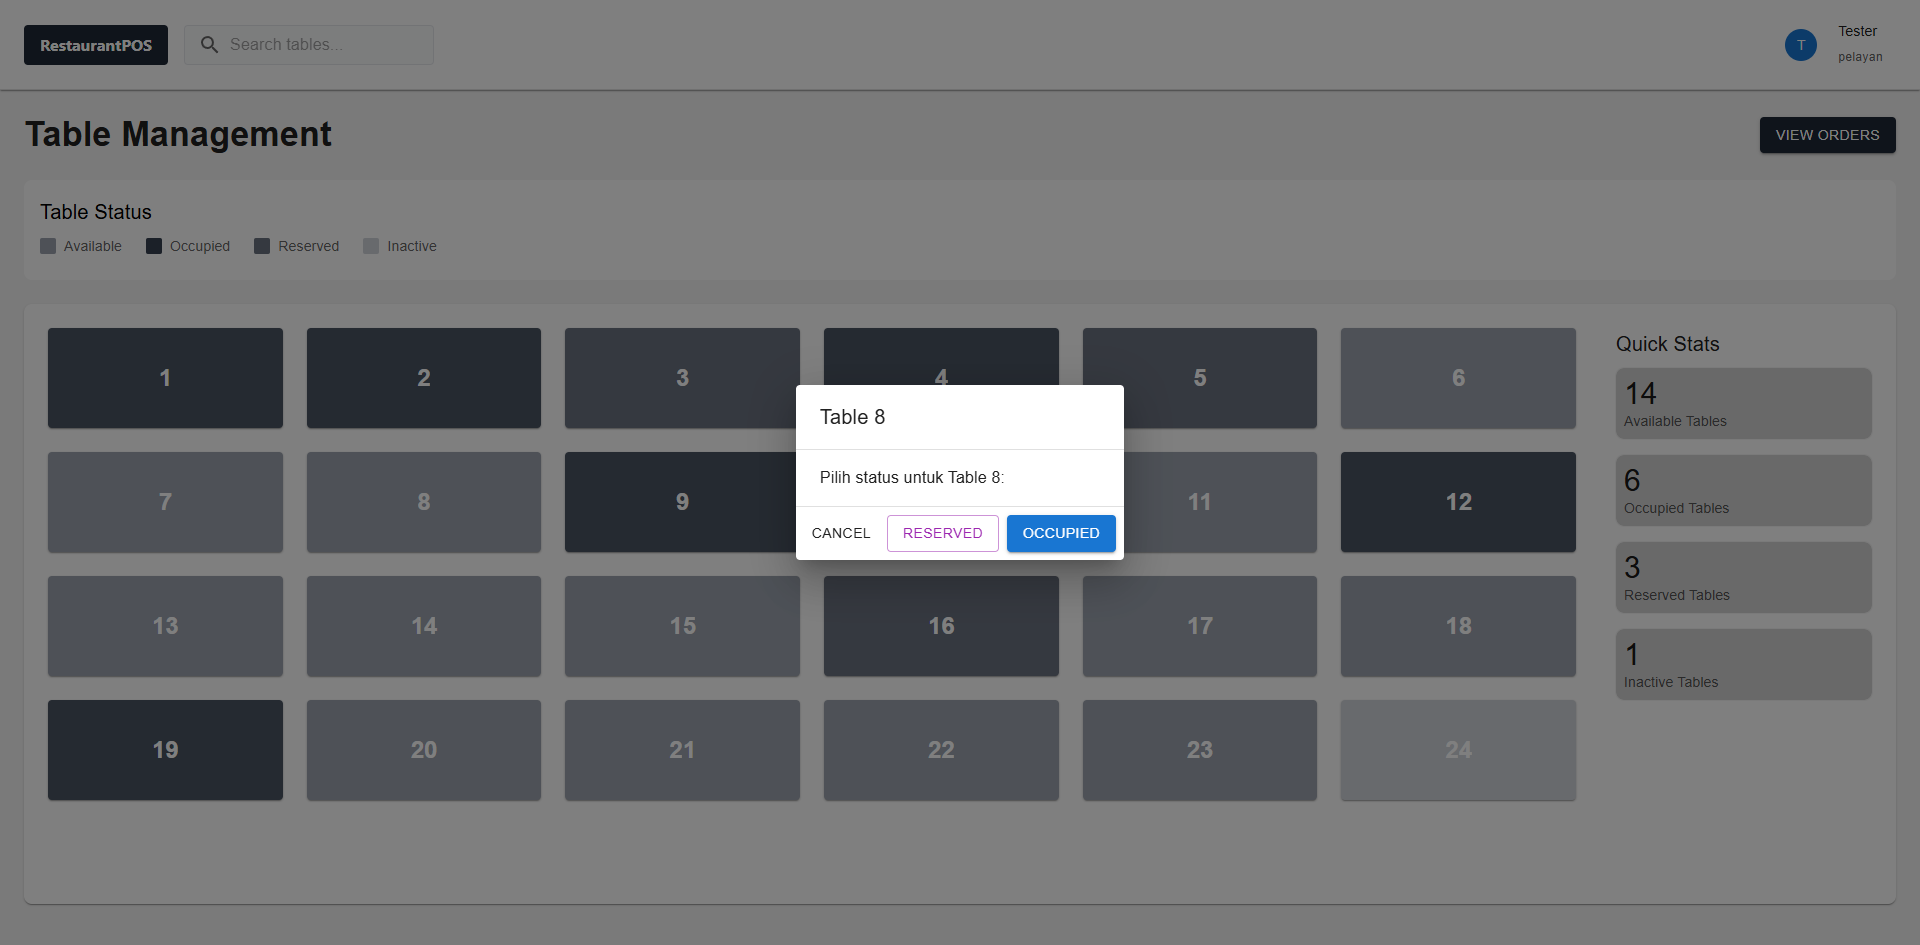 RestaurantPOS
Search tables...
T
Tester
pelayan
Table Management
VIEW ORDERS
Table Status
Available
Occupied
Reserved
Inactive
1
2
3
4
5
6
7
8
9
11
12
13
14
15
16
17
18
19
20
21
22
23
24
Table 8
Pilih status untuk Table 8:
CANCEL
RESERVED
OCCUPIED
Quick Stats
14
Available Tables
6
Occupied Tables
3
Reserved Tables
1
Inactive Tables